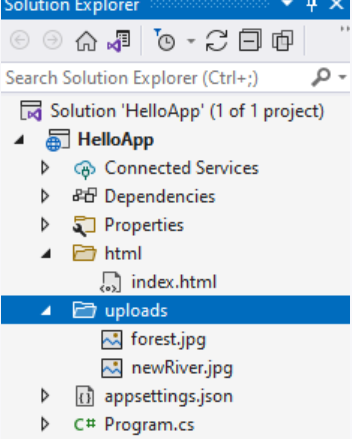 Solution Explorer
Search Solution Explorer (Ctrl+;)
Solution 'HelloApp' (1 of 1 project)
HelloApp
Connected Services
Dependencies
Properties
html
index.html
uploads
forest.jpg
newRiver.jpg
appsettings.json
C# Program.cs